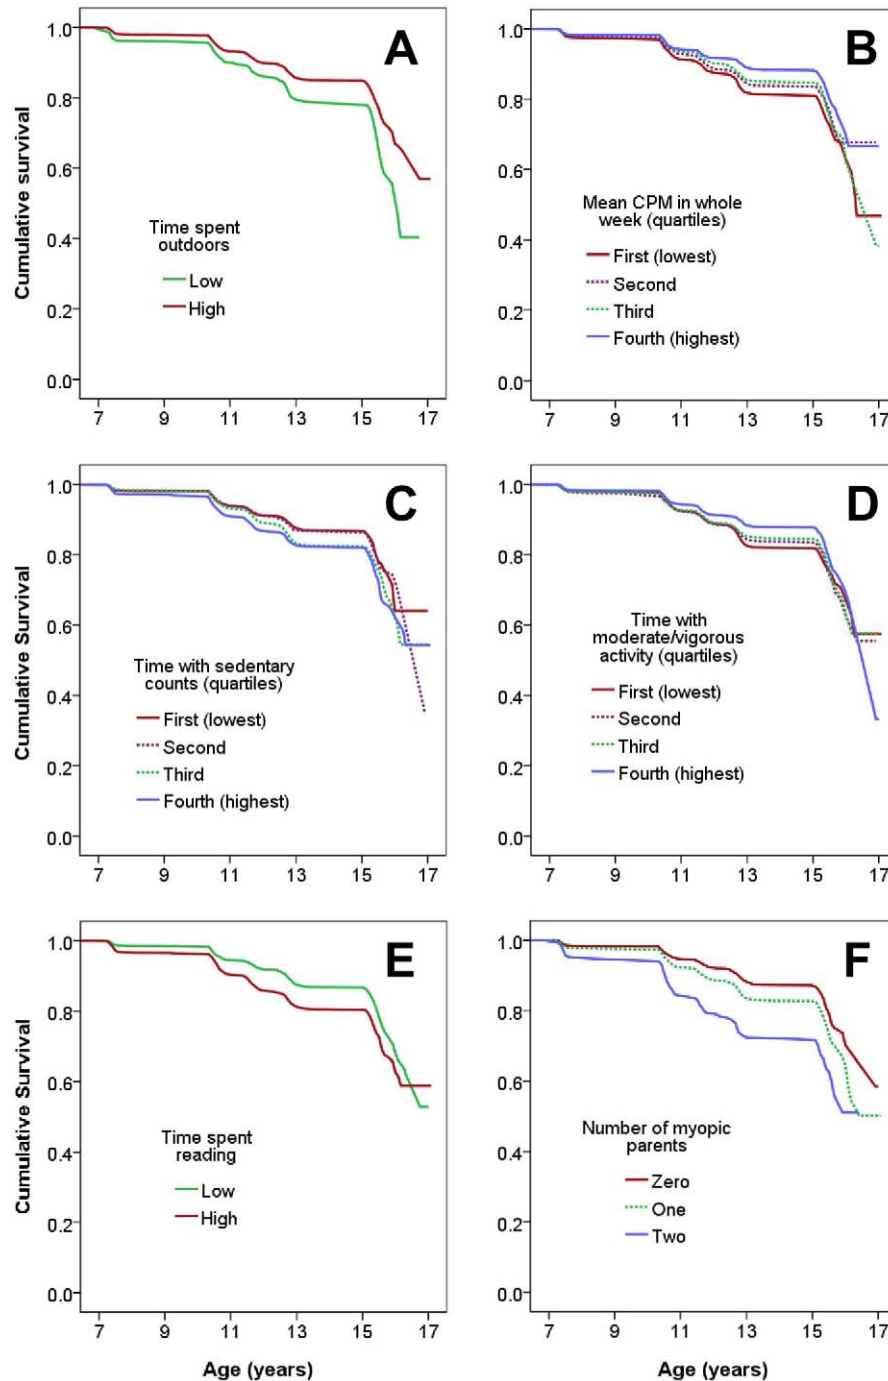 A
Cumulative survival
1.0
0.8
0.6
0.4
0.2
0.0
Time spent
outdoors
Low
High
7 9 11 13 15 17
B
1.0
0.8
0.6
0.4
0.2
0.0
Mean CPM in whole
week (quartiles)
First (lowest)
Second
Third
Fourth (highest)
7 9 11 13 15 17
C
Cumulative Survival
1.0
0.8
0.6
0.4
0.2
0.0
Time with sedentary
counts (quartiles)
First (lowest)
Second
Third
Fourth (highest)
7 9 11 13 15 17
D
1.0
0.8
0.6
0.4
0.2
0.0
Time with
moderate/vigorous
activity (quartiles)
First (lowest)
Second
Third
Fourth (highest)
7 9 11 13 15 17
E
Cumulative Survival
1.0
0.8
0.6
0.4
0.2
0.0
Time spent
reading
Low
High
7 9 11 13 15 17
Age (years)
F
1.0
0.8
0.6
0.4
0.2
0.0
Number of myopic
parents
Zero
One
Two
7 9 11 13 15 17
Age (years)